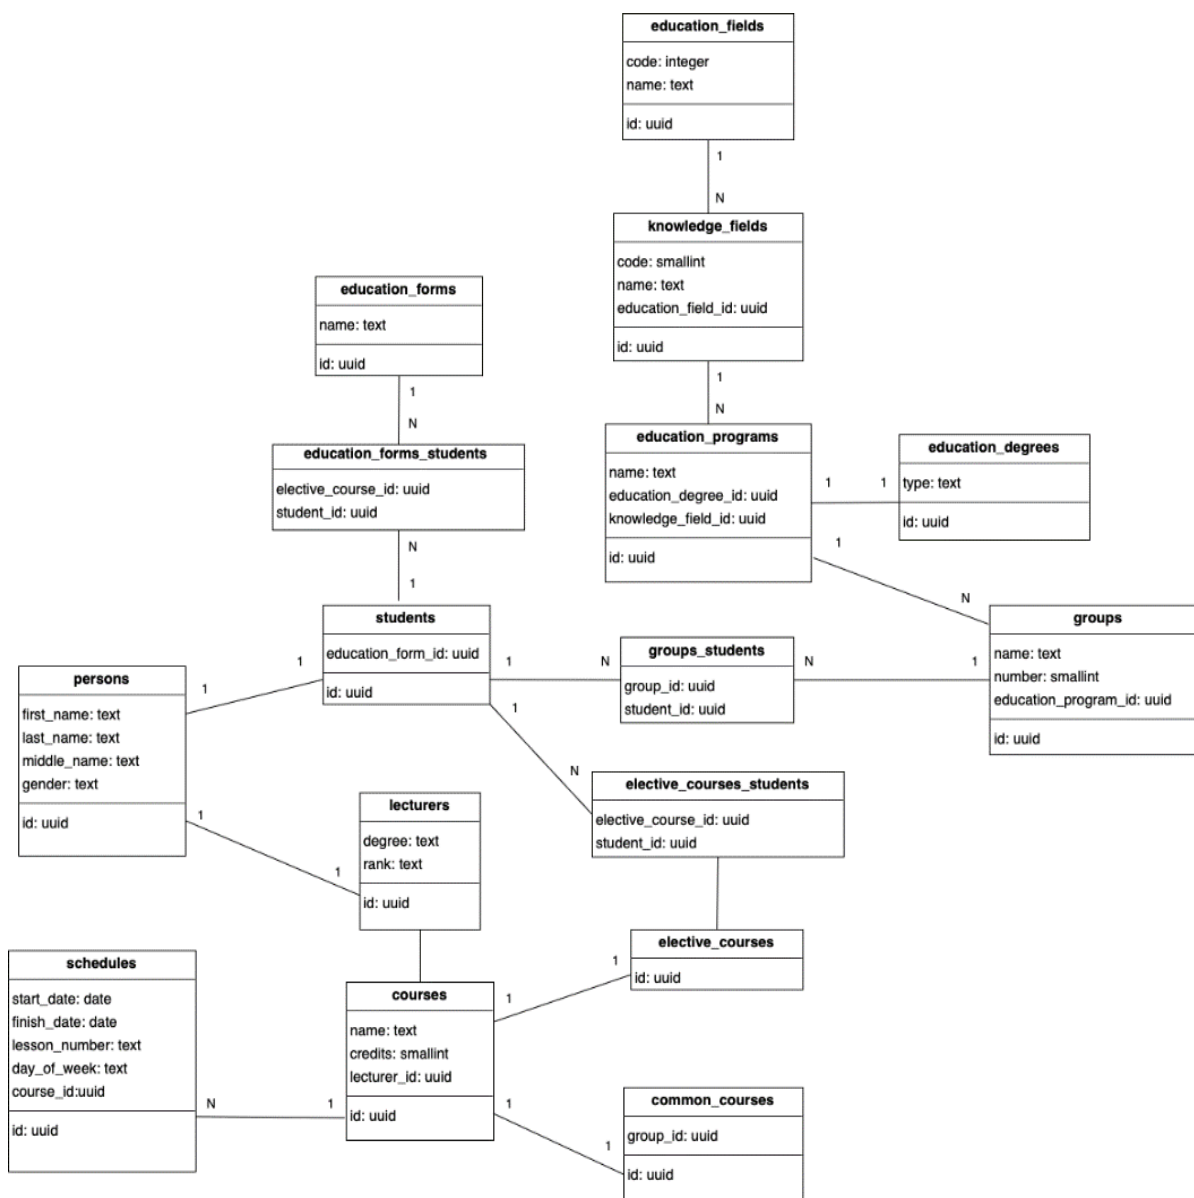 education_fields
code: integer
name: text
id: uuid
1
N
knowledge_fields
code: smallint
name: text
education_field_id: uuid
id: uuid
1
N
education_forms
name: text
id: uuid
1
N
education_forms_students
elective_course_id: uuid
student_id: uuid
N
1
education_programs
name: text
education_degree_id: uuid
knowledge_field_id: uuid
id: uuid
1
1
education_degrees
type: text
id: uuid
1
N
groups
name: text
number: smallint
education_program_id: uuid
id: uuid
students
education_form_id: uuid
id: uuid
1
N
groups_students
group_id: uuid
student_id: uuid
N
1
1
1
persons
first_name: text
last_name: text
middle_name: text
gender: text
id: uuid
1
1
1
N
elective_courses_students
elective_course_id: uuid
student_id: uuid
lecturers
degree: text
rank: text
id: uuid
elective_courses
id: uuid
1
1
schedules
start_date: date
finish_date: date
lesson_number: text
day_of_week: text
course_id:uuid
id: uuid
N
1
courses
name: text
credits: smallint
lecturer_id: uuid
id: uuid
1
1
common_courses
group_id: uuid
id: uuid